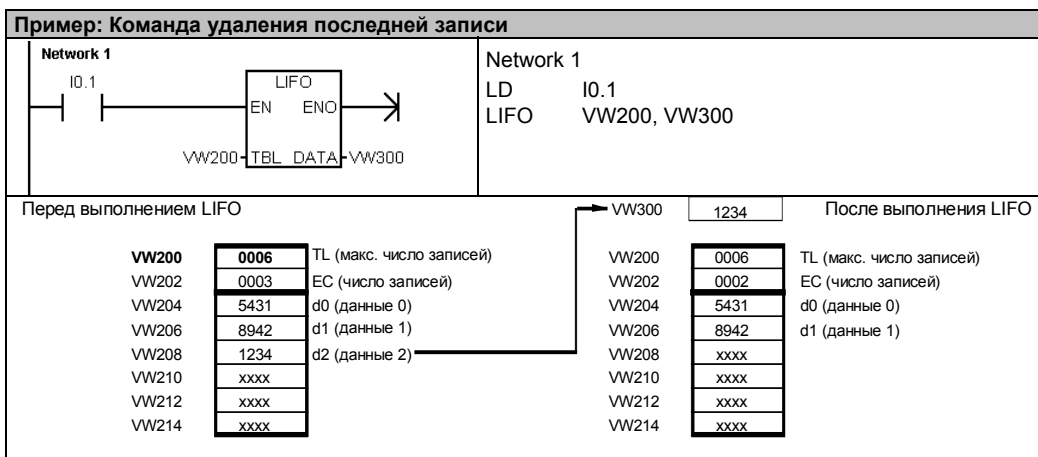 Пример: Команда удаления последней записи
Network 1
I0.1
LIFO
EN ENO
VW200 TBL DATA VW300
Network 1
LD I0.1
LIFO VW200, VW300
Перед выполнением LIFO
VW200 0006 TL (макс. число записей)
VW202 0003 EC (число записей)
VW204 5431 d0 (данные 0)
VW206 8942 d1 (данные 1)
VW208 1234 d2 (данные 2)
VW210 xxxx
VW212 xxxx
VW214 xxxx
VW300 1234 После выполнения LIFO
VW200 0006 TL (макс. число записей)
VW202 0002 EC (число записей)
VW204 5431 d0 (данные 0)
VW206 8942 d1 (данные 1)
VW208 xxxx
VW210 xxxx
VW212 xxxx
VW214 xxxx